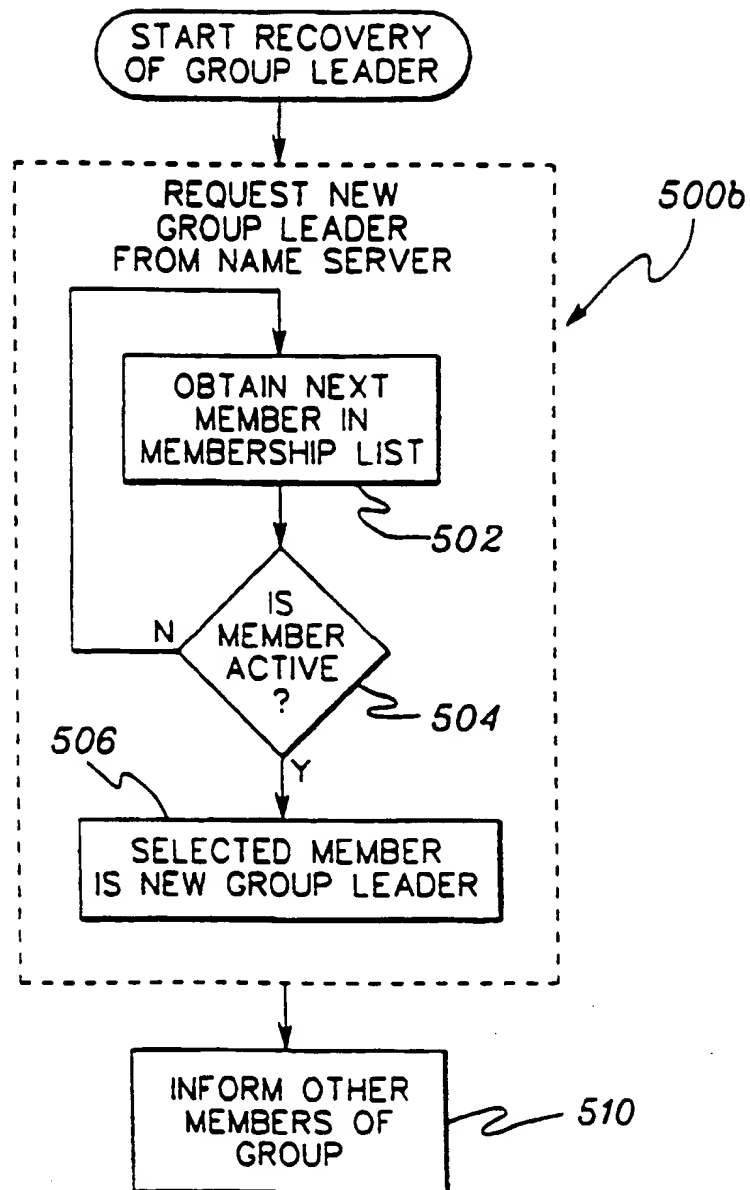 START RECOVERY
OF GROUP LEADER
REQUEST NEW
GROUP LEADER
FROM NAME SERVER
500b
OBTAIN NEXT
MEMBER IN
MEMBERSHIP LIST
502
IS
MEMBER
ACTIVE
?
N
504
Y
506
SELECTED MEMBER
IS NEW GROUP LEADER
INFORM OTHER
MEMBERS OF
GROUP
510